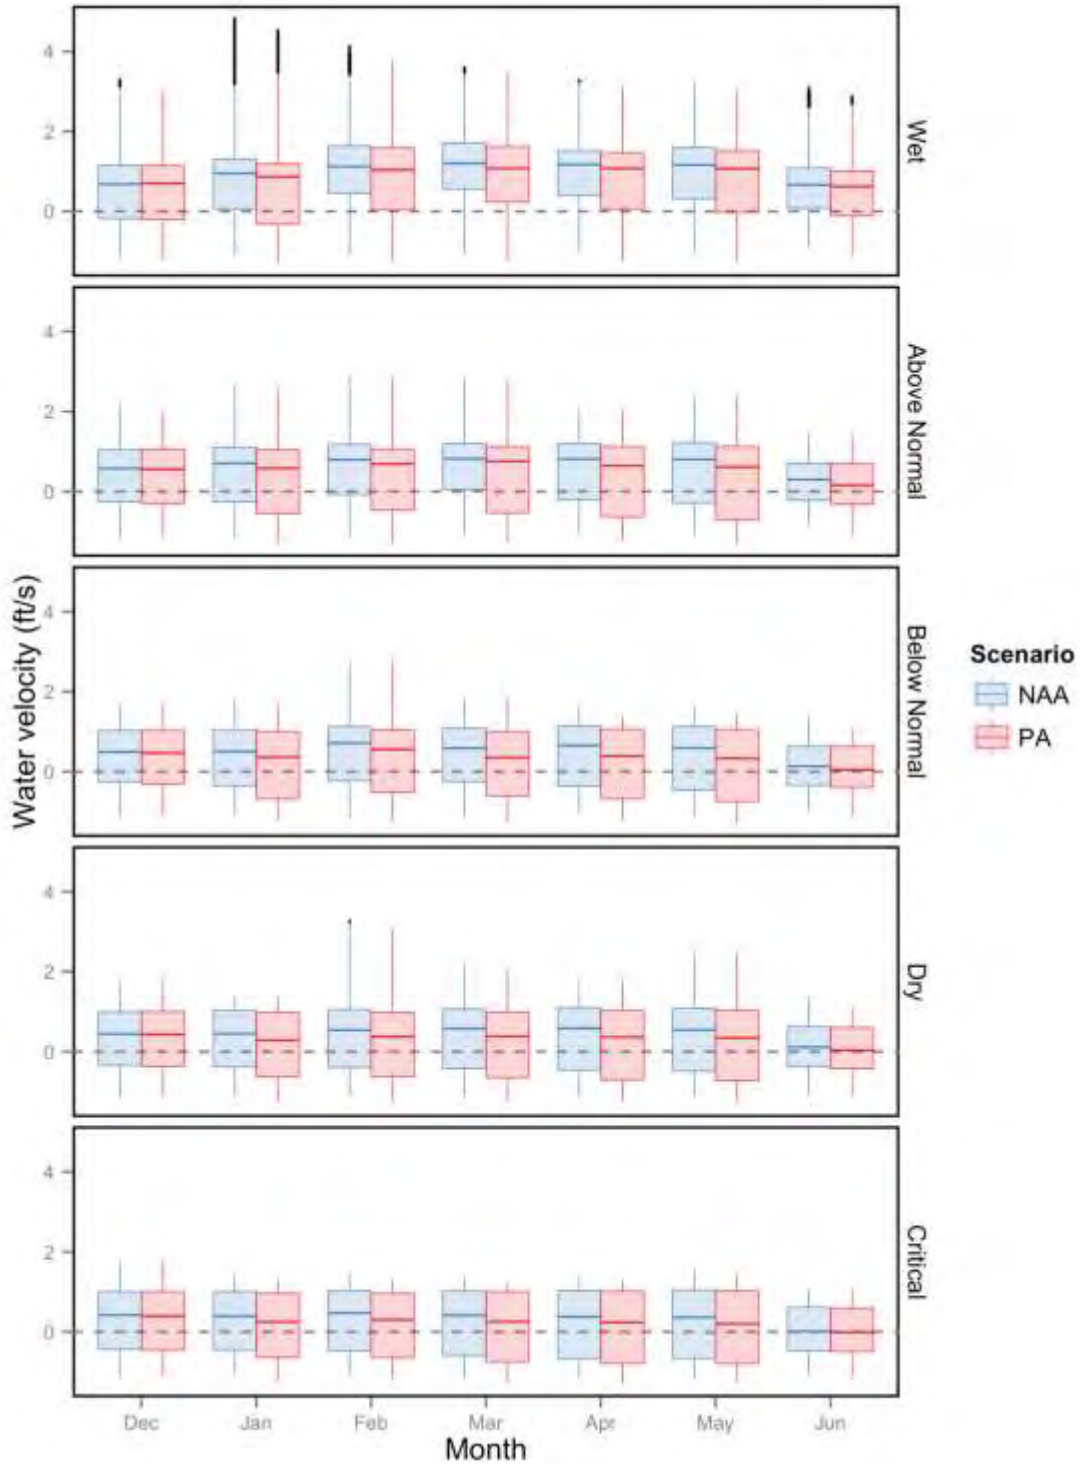 4
2
0
Wet
4
2
0
Above Normal
4
2
0
Below Normal
4
2
0
Dry
4
2
0
Critical
Water velocity (ft/s)
Dec Jan Feb Mar Apr May Jun
Month
Scenario
NAA
PA